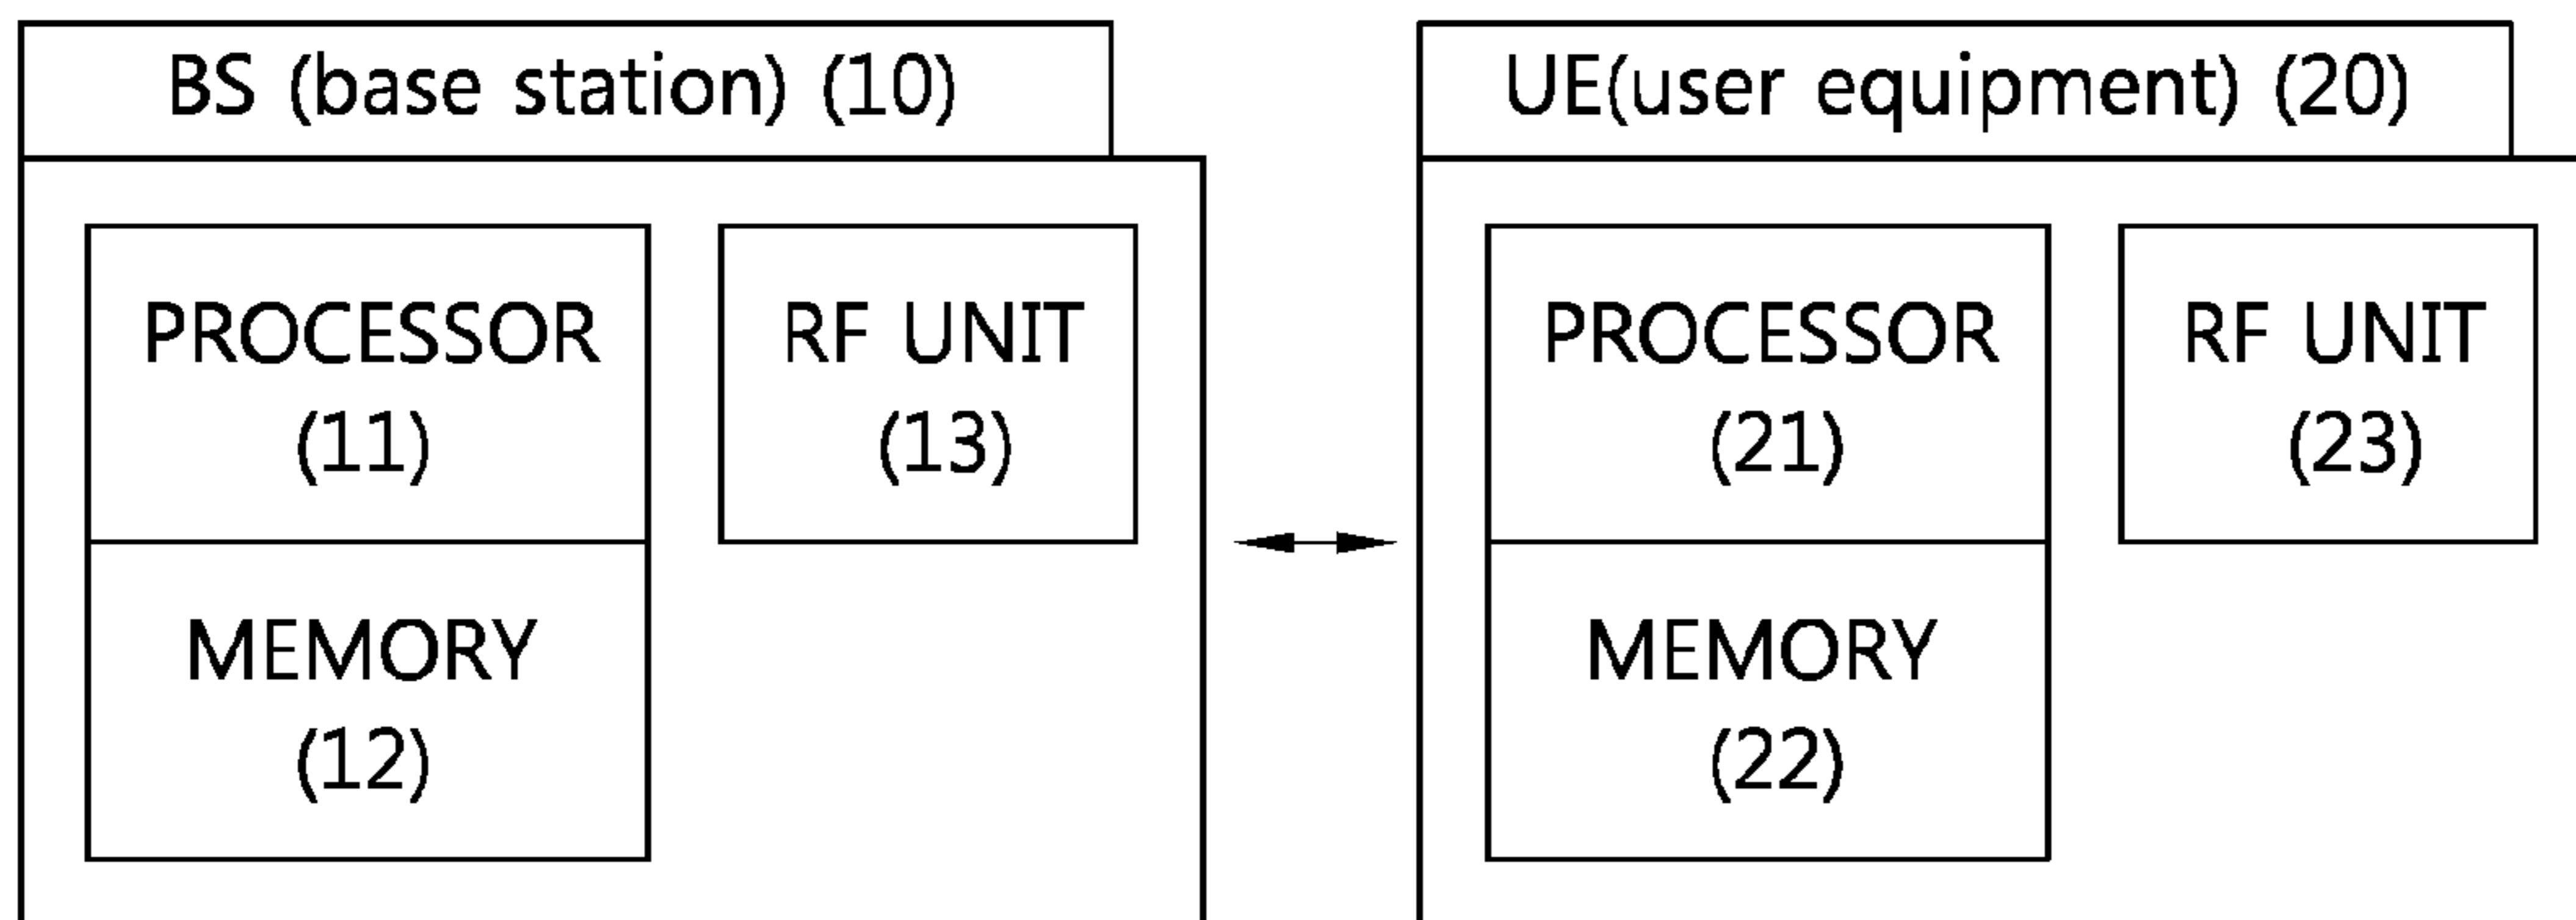 BS (base station) (10)
PROCESSOR
(11)
RF UNIT
(13)
MEMORY
(12)
UE(user equipment) (20)
PROCESSOR
(21)
RF UNIT
(23)
MEMORY
(22)